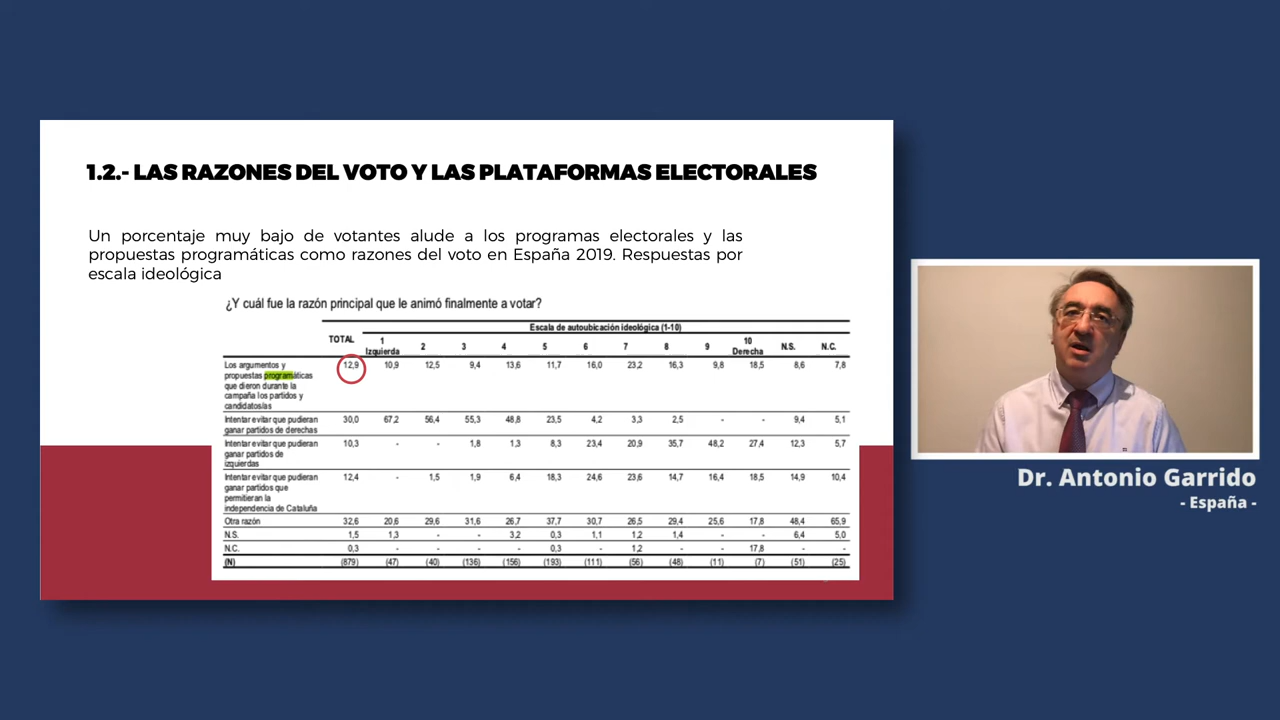 1.2.- LAS RAZONES DEL VOTO Y LAS PLATAFORMAS ELECTORALES
Un porcentaje muy bajo de votantes alude a los programas electorales y las
propuestas programáticas como razones del voto en España 2019. Respuestas por
escala ideológica
¿Y cuál fue la razón principal que le animó finalmente a votar?
Escala de autoubicación ideológica (1-10)
TOTAL 1 Izquierda 2 3 4 5 6 7 8 9 10 Derecha N.S. N.C.
Los argumentos y 12,9 10,9 12,5 9,4 13,6 11,7 16,0 23,2 16,3 9,8 18,5 8,6 7,8
propuestas programáticas
que dieron durante la
campaña los partidos y
candidatos/as
Intentar evitar que pudieran 30,0 67,2 56,4 55,3 48,8 23,5 4,2 3,3 2,5 - - 9,4 5,1
ganar partidos de derechas
Intentar evitar que pudieran 10,3 - - 1,8 1,3 8,3 23,4 20,9 35,7 48,2 27,4 12,3 5,7
ganar partidos de
izquierdas
Intentar evitar que pudieran 12,4 - 1,5 1,9 6,4 18,3 24,6 23,6 14,7 16,4 18,5 14,9 10,4
ganar partidos que
permitieran la
independencia de Cataluña
Otra razón 32,6 20,6 29,6 31,6 26,7 37,7 30,7 26,5 29,4 25,6 17,8 48,4 65,9
N.S. 1,5 1,3 - - 3,2 0,3 1,1 1,2 1,4 - - 6,4 5,0
N.C. 0,3 - - - - 0,3 - 1,2 - - 17,8 - -
(N) (879) (47) (40) (136) (156) (193) (111) (56) (48) (11) (7) (51) (25)
Dr. Antonio Garrido
- España -